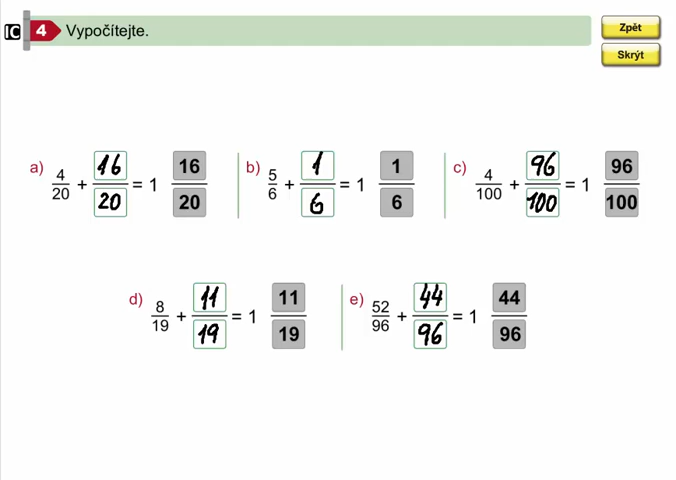 IC 4 Vypočítejte. Zpět
Skrýt
a) 4/20 + 16/20 = 1 16/20
b) 5/6 + 1/6 = 1 1/6
c) 4/100 + 96/100 = 1 96/100
d) 8/19 + 11/19 = 1 11/19
e) 52/96 + 44/96 = 1 44/96